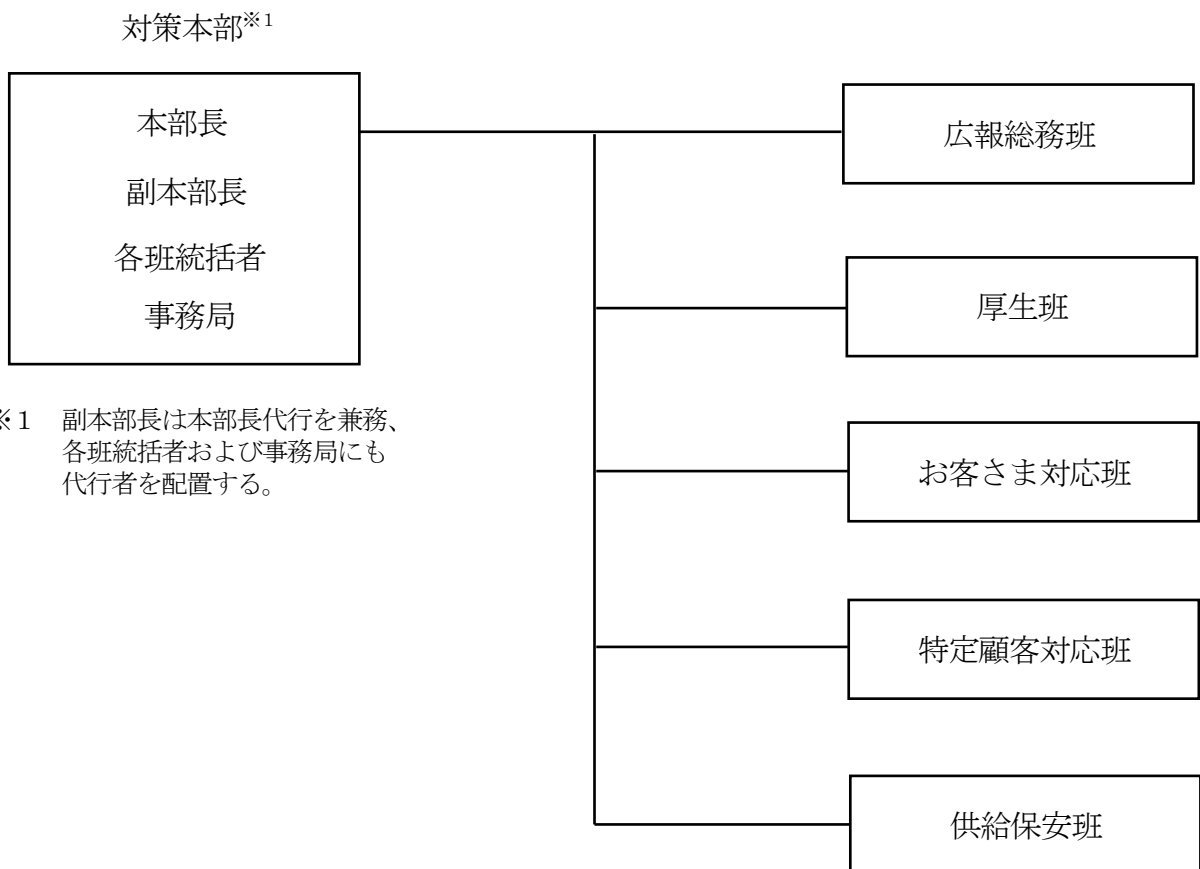 対策本部※1
本部長
副本部長
各班統括者
事務局
※1 副本部長は本部長代行を兼務、
各班統括者および事務局にも
代行者を配置する。
広報総務班
厚生班
お客さま対応班
特定顧客対応班
供給保安班